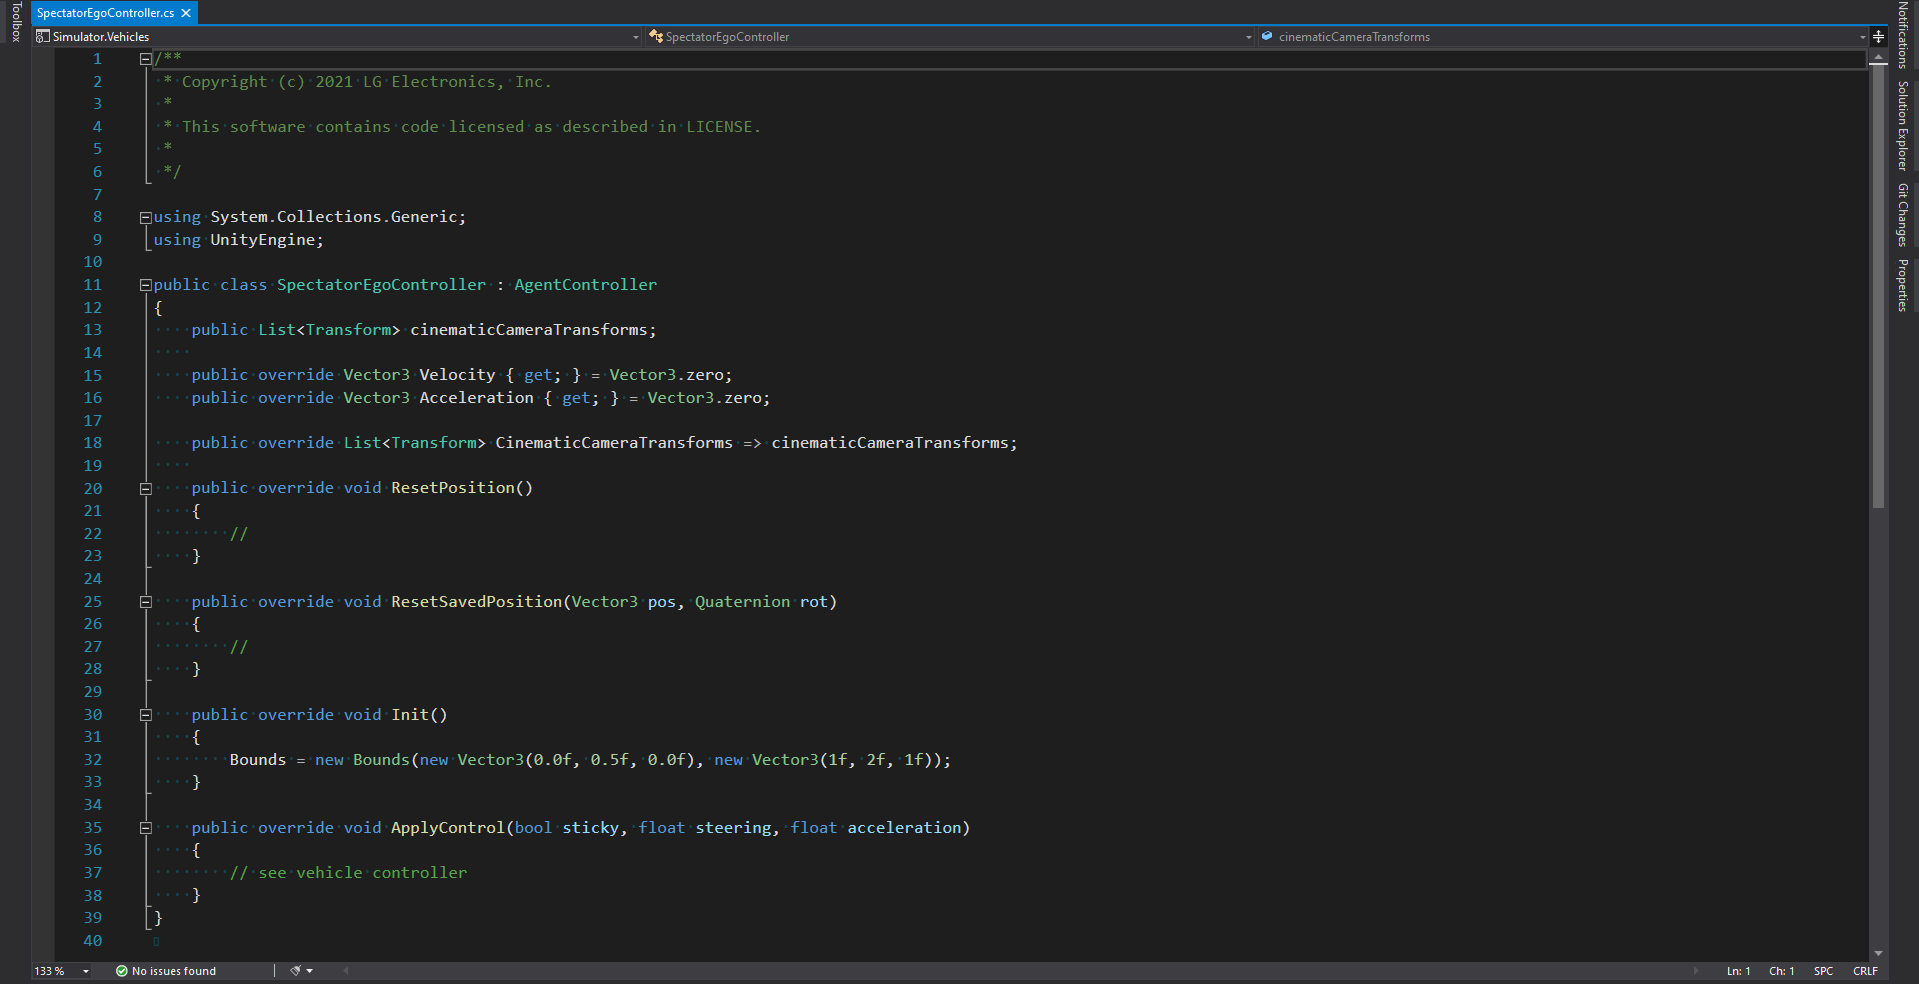 Toolbox
SpectatorEgoController.cs
Simulator.Vehicles
SpectatorEgoController
cinematicCameraTransforms
1 /**
2  * Copyright (c) 2021 LG Electronics, Inc.
3  *
4  * This software contains code licensed as described in LICENSE.
5  *
6  */
7
8 using System.Collections.Generic;
9 using UnityEngine;
10
11 public class SpectatorEgoController : AgentController
12 {
13     public List<Transform> cinematicCameraTransforms;
14
15     public override Vector3 Velocity { get; } = Vector3.zero;
16     public override Vector3 Acceleration { get; } = Vector3.zero;
17
18     public override List<Transform> CinematicCameraTransforms => cinematicCameraTransforms;
19
20     public override void ResetPosition()
21     {
22         //
23     }
24
25     public override void ResetSavedPosition(Vector3 pos, Quaternion rot)
26     {
27         //
28     }
29
30     public override void Init()
31     {
32         Bounds = new Bounds(new Vector3(0.0f, 0.5f, 0.0f), new Vector3(1f, 2f, 1f));
33     }
34
35     public override void ApplyControl(bool sticky, float steering, float acceleration)
36     {
37         // see vehicle controller
38     }
39 }
40
133 %
No issues found
Ln: 1
Ch: 1
SPC
CRLF
Notifications
Solution Explorer
Git Changes
Properties